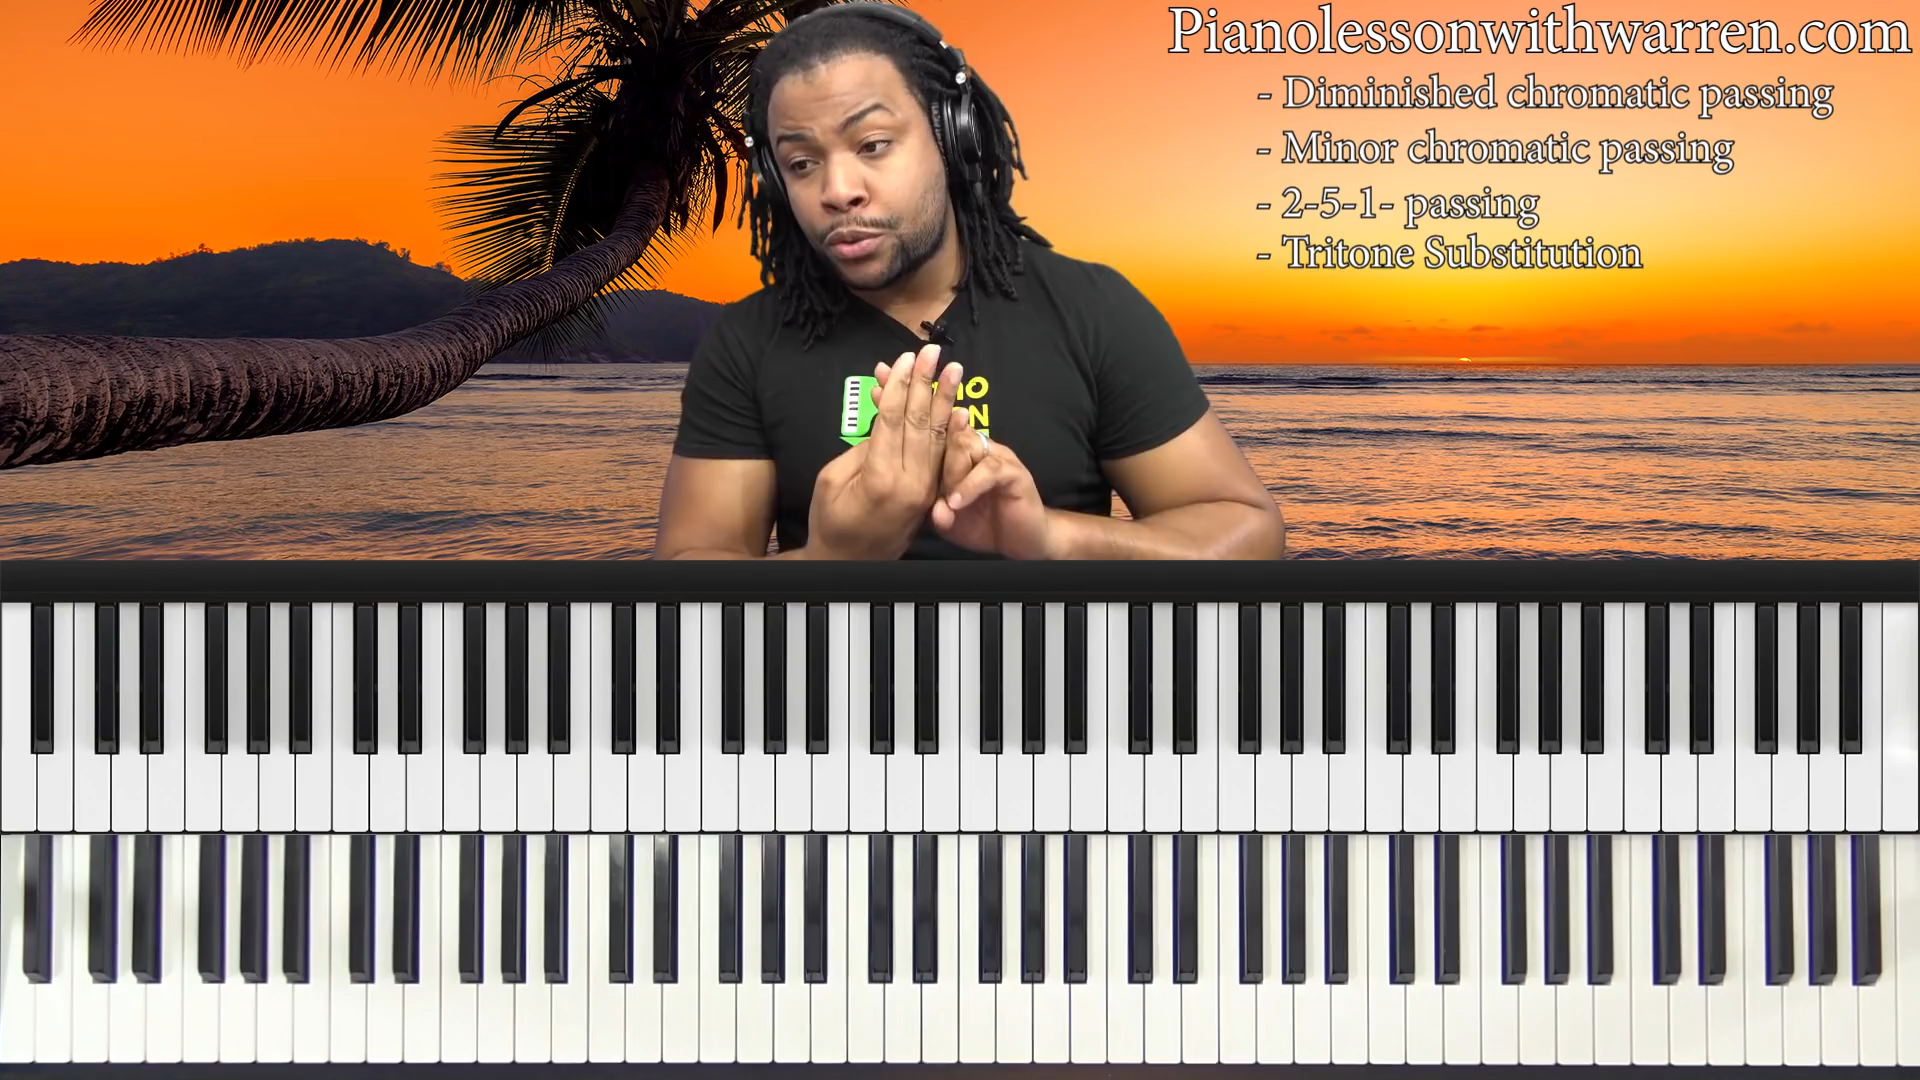 Pianolessonwithwarren.com
- Diminished chromatic passing
- Minor chromatic passing
- 2-5-1- passing
- Tritone Substitution